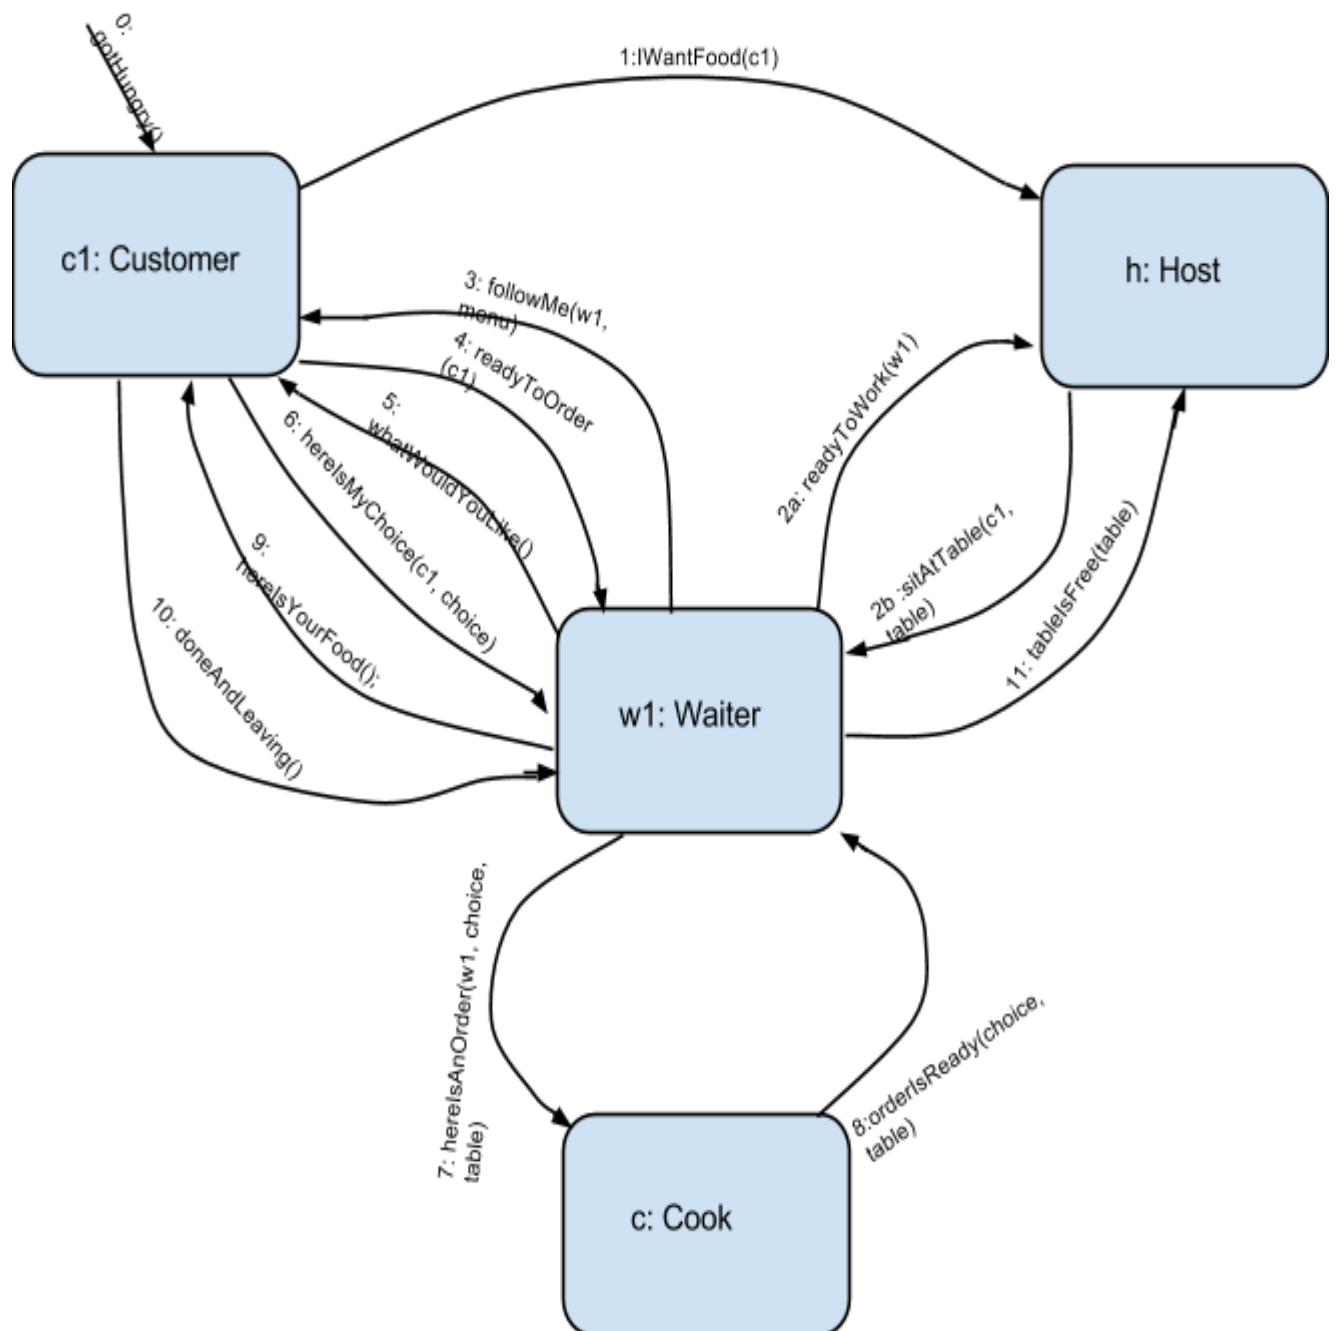 0:
gotHungry()
1:IWantFood(c1)
c1: Customer
h: Host
3: followMe(w1,
menu)
4: readyToOrder
(c1)
5:
whatWouldYouLike()
6: hereIsMyChoice(c1, choice)
2a: readyToWork(w1)
2b :sitAtTable(c1,
table)
11: tableIsFree(table)
9:
hereIsYourFood();
10: doneAndLeaving()
w1: Waiter
7: hereIsAnOrder(w1, choice,
table)
8:orderIsReady(choice,
table)
c: Cook